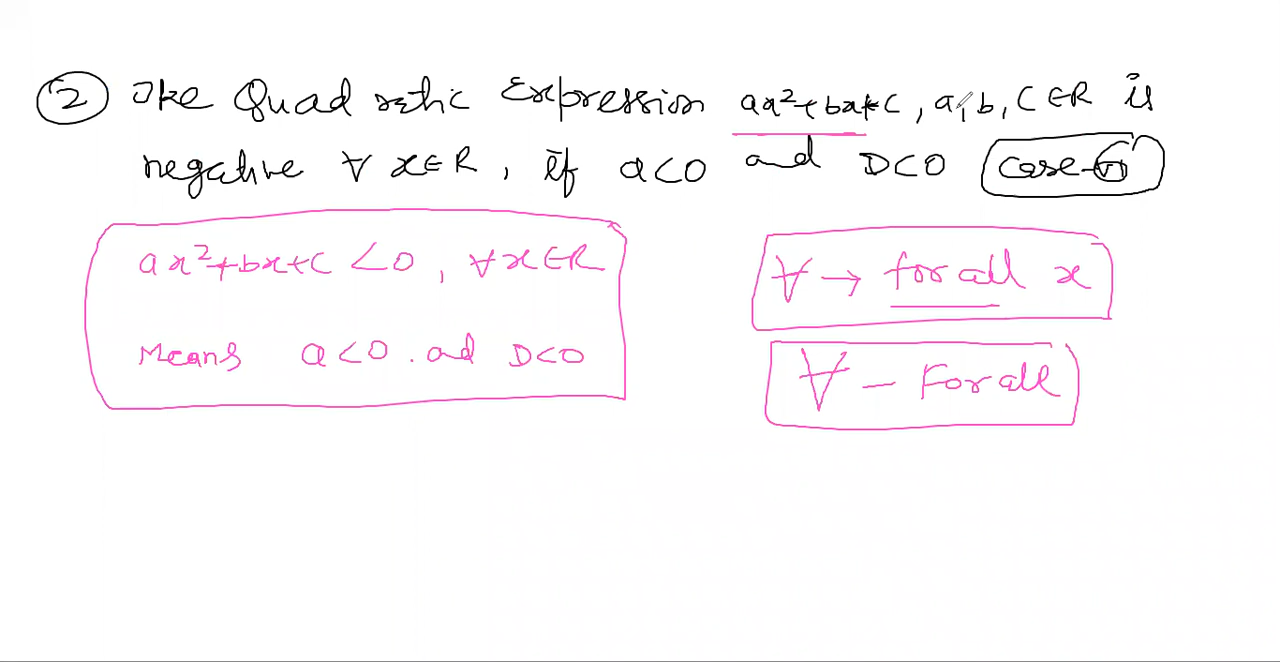 ② The Quadratic Expression ax²+bx+c, a,b,c∈R is
negative ∀ x∈R, if a<0 and D<0 case-
ax²+bx+c <0, ∀x∈R
Means a<0 . ad D<0
∀ → for all x
∀ – For all